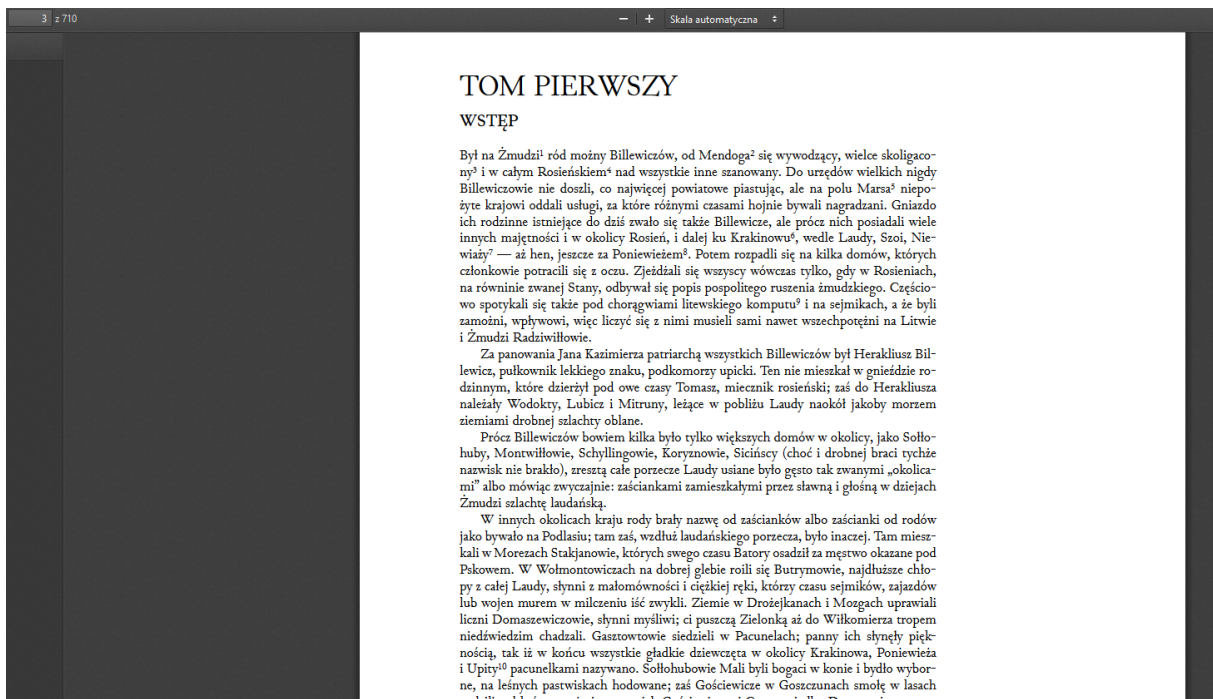 3 z 710 − + Skala automatyczna
TOM PIERWSZY
WSTĘP
Był na Żmudzi¹ ród możny Billewiczów, od Mendoga² się wywodzący, wielce skoligaco-
ny³ i w całym Rosieńskiem⁴ nad wszystkie inne szanowany. Do urzędów wielkich nigdy
Billewiczowie nie doszli, co najwięcej powiatowe piastując, ale na polu Marsa⁵ niepo-
żyte krajowi oddali usługi, za które różnymi czasami hojnie bywali nagradzani. Gniazdo
ich rodzinne istniejące do dziś zwało się także Billewicze, ale prócz nich posiadali wiele
innych majętności i w okolicy Rosień, i dalej ku Krakinowu⁶, wedle Laudy, Szoi, Nie-
wiaży⁷ — aż hen, jeszcze za Poniewieżem⁸. Potem rozpadli się na kilka domów, których
członkowie potracili się z oczu. Zjeżdżali się wszyscy wówczas tylko, gdy w Rosieniach,
na równinie zwanej Stany, odbywał się popis pospolitego ruszenia żmudzkiego. Częścio-
wo spotykali się także pod chorągwiami litewskiego komputu⁹ i na sejmikach, a że byli
zamożni, wpływowi, więc liczyć się z nimi musieli sami nawet wszechpotężni na Litwie
i Żmudzi Radziwiłłowie.
Za panowania Jana Kazimierza patriarchą wszystkich Billewiczów był Herakliusz Bil-
lewicz, pułkownik lekkiego znaku, podkomorzy upicki. Ten nie mieszkał w gnieździe ro-
dzinnym, które dzierżył pod owe czasy Tomasz, miecznik rosieński; zaś do Herakliusza
należały Wodokty, Lubicz i Mitruny, leżące w pobliżu Laudy naokół jakoby morzem
ziemiami drobnej szlachty oblane.
Prócz Billewiczów bowiem kilka było tylko większych domów w okolicy, jako Sołło-
huby, Montwiłłowie, Schyllingowie, Koryznowie, Sicińscy (choć i drobnej braci tychże
nazwisk nie brakło), zresztą całe porzecze Laudy usiane było gęsto tak zwanymi „okolica-
mi” albo mówiąc zwyczajnie: zaściankami zamieszkałymi przez sławną i głośną w dziejach
Żmudzi szlachtę laudańską.
W innych okolicach kraju rody brały nazwę od zaścianków albo zaścianki od rodów
jako bywało na Podlasiu; tam zaś, wzdłuż laudańskiego porzecza, było inaczej. Tam miesz-
kali w Morezach Stakjanowie, których swego czasu Batory osadził za męstwo okazane pod
Pskowem. W Wołmontowiczach na dobrej glebie roili się Butrymowie, najdłuższe chło-
py z całej Laudy, słynni z małomówności i ciężkiej ręki, którzy czasu sejmików, zajazdów
lub wojen murem w milczeniu iść zwykli. Ziemie w Drożejkanach i Mozgach uprawiali
liczni Domaszewiczowie, słynni myśliwi; ci puszczą Zielonką aż do Wiłkomierza tropem
niedźwiedzim chadzali. Gasztowtowie siedzieli w Pacunelach; panny ich słynęły pięk-
nością, tak iż w końcu wszystkie gładkie dziewczęta w okolicy Krakinowa, Poniewieża
i Upity¹⁰ pacunelkami nazywano. Sołłohubowie Mali byli bogaci w konie i bydło wybor-
ne, na leśnych pastwiskach hodowane; zaś Gościewicze w Goszczunach smołę w lasach